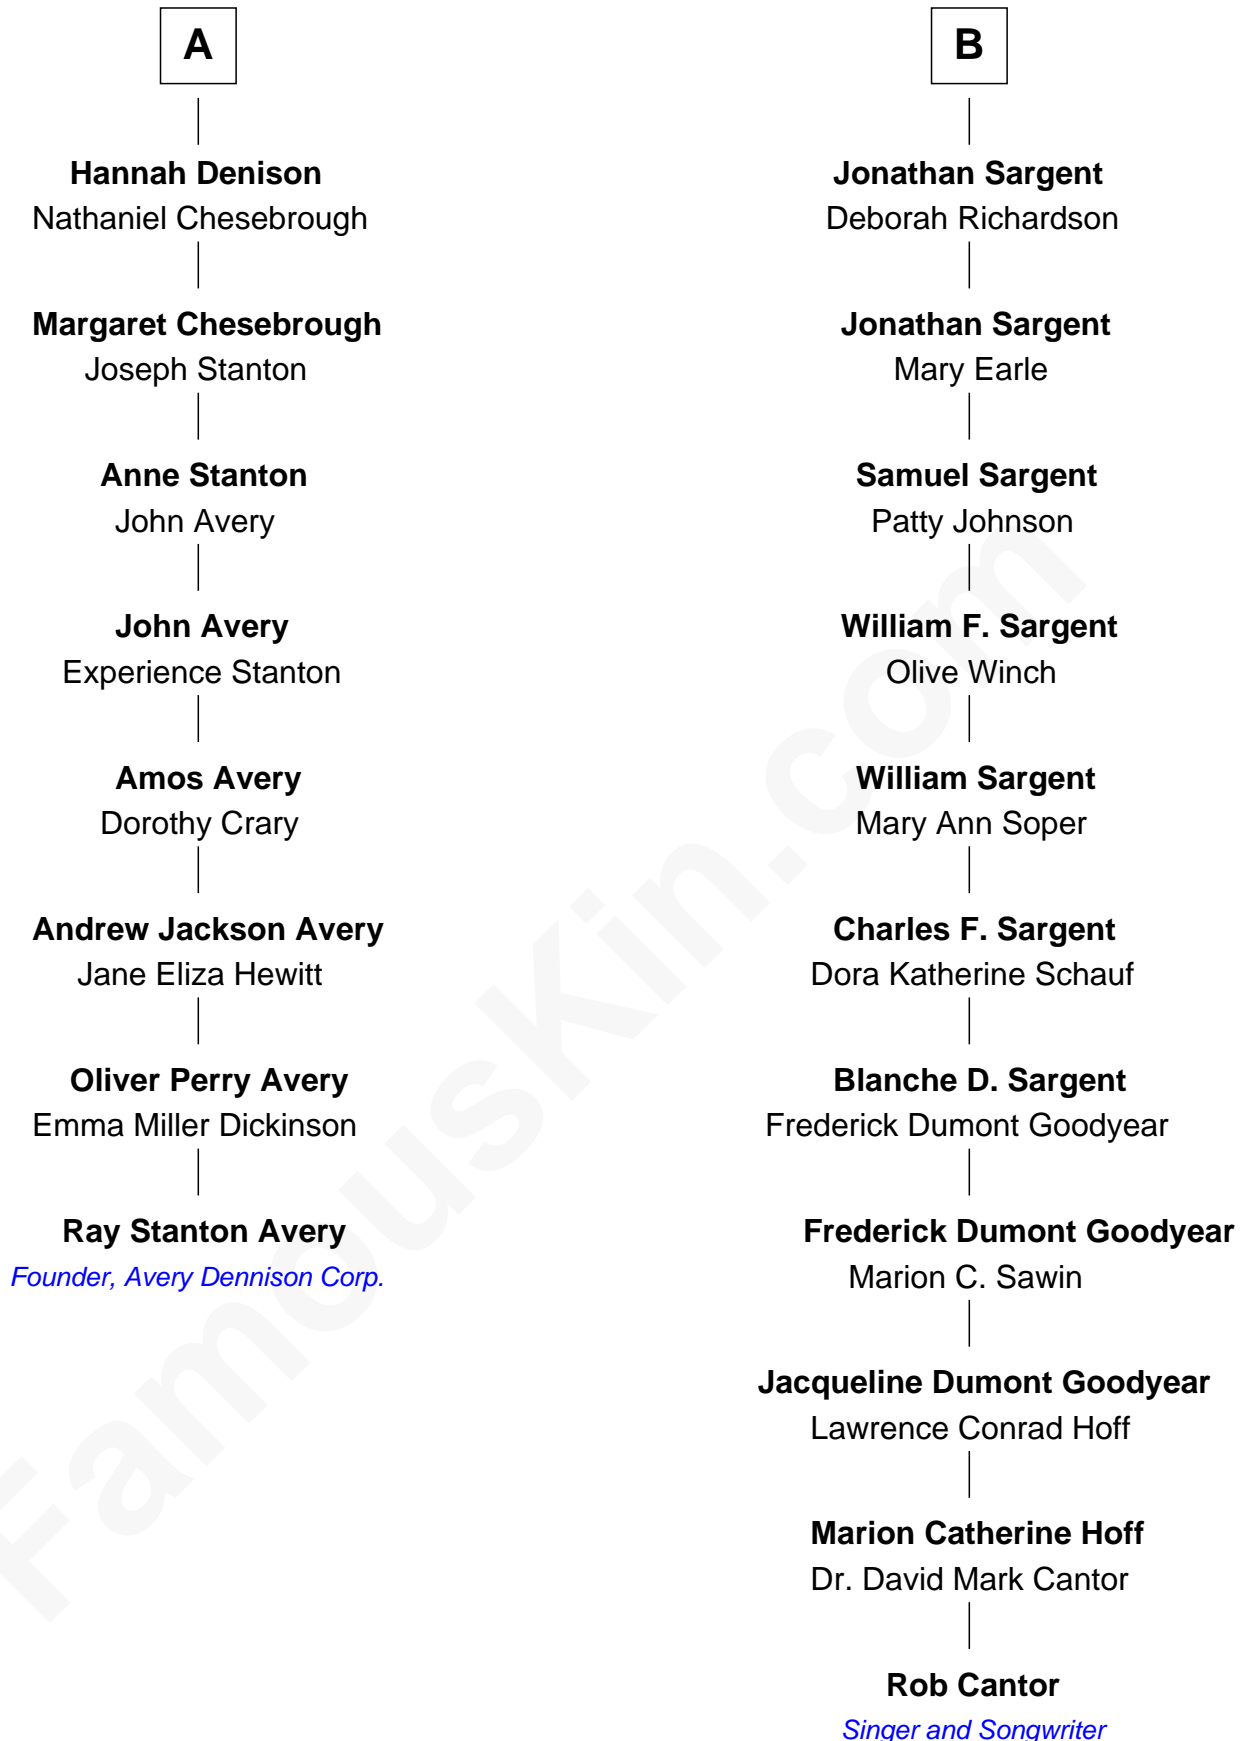 A
Hannah Denison
Nathaniel Chesebrough
Margaret Chesebrough
Joseph Stanton
Anne Stanton
John Avery
John Avery
Experience Stanton
Amos Avery
Dorothy Crary
Andrew Jackson Avery
Jane Eliza Hewitt
Oliver Perry Avery
Emma Miller Dickinson
Ray Stanton Avery
Founder, Avery Dennison Corp.
B
Jonathan Sargent
Deborah Richardson
Jonathan Sargent
Mary Earle
Samuel Sargent
Patty Johnson
William F. Sargent
Olive Winch
William Sargent
Mary Ann Soper
Charles F. Sargent
Dora Katherine Schauf
Blanche D. Sargent
Frederick Dumont Goodyear
Frederick Dumont Goodyear
Marion C. Sawin
Jacqueline Dumont Goodyear
Lawrence Conrad Hoff
Marion Catherine Hoff
Dr. David Mark Cantor
Rob Cantor
Singer and Songwriter
FamousKin.com